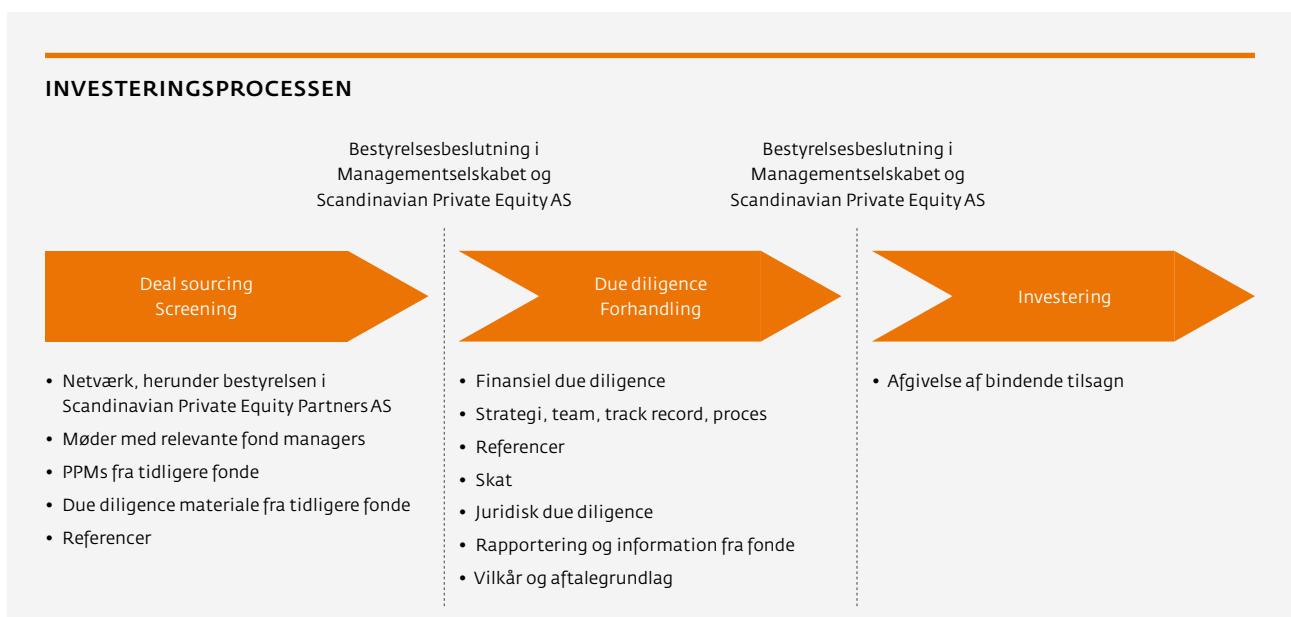 INVESTERINGSPROCESSEN
Bestyrelsesbeslutning i
Managementselskabet og
Scandinavian Private Equity AS
Bestyrelsesbeslutning i
Managementselskabet og
Scandinavian Private Equity AS
Deal sourcing
Screening
Due diligence
Forhandling
Investering
• Netværk, herunder bestyrelsen i
Scandinavian Private Equity Partners AS
• Møder med relevante fond managers
• PPMs fra tidligere fonde
• Due diligence materiale fra tidligere fonde
• Referencer
• Finansiel due diligence
• Strategi, team, track record, proces
• Referencer
• Skat
• Juridisk due diligence
• Rapportering og information fra fonde
• Vilkår og aftalegrundlag
• Afgivelse af bindende tilsagn